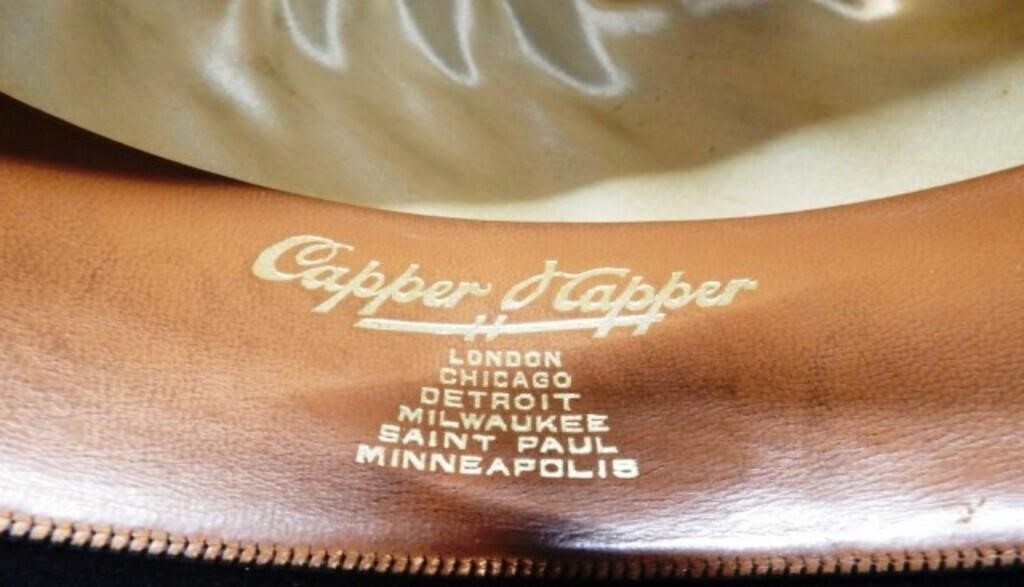 Capper & Capper
LONDON
CHICAGO
DETROIT
MILWAUKEE
SAINT PAUL
MINNEAPOLIS